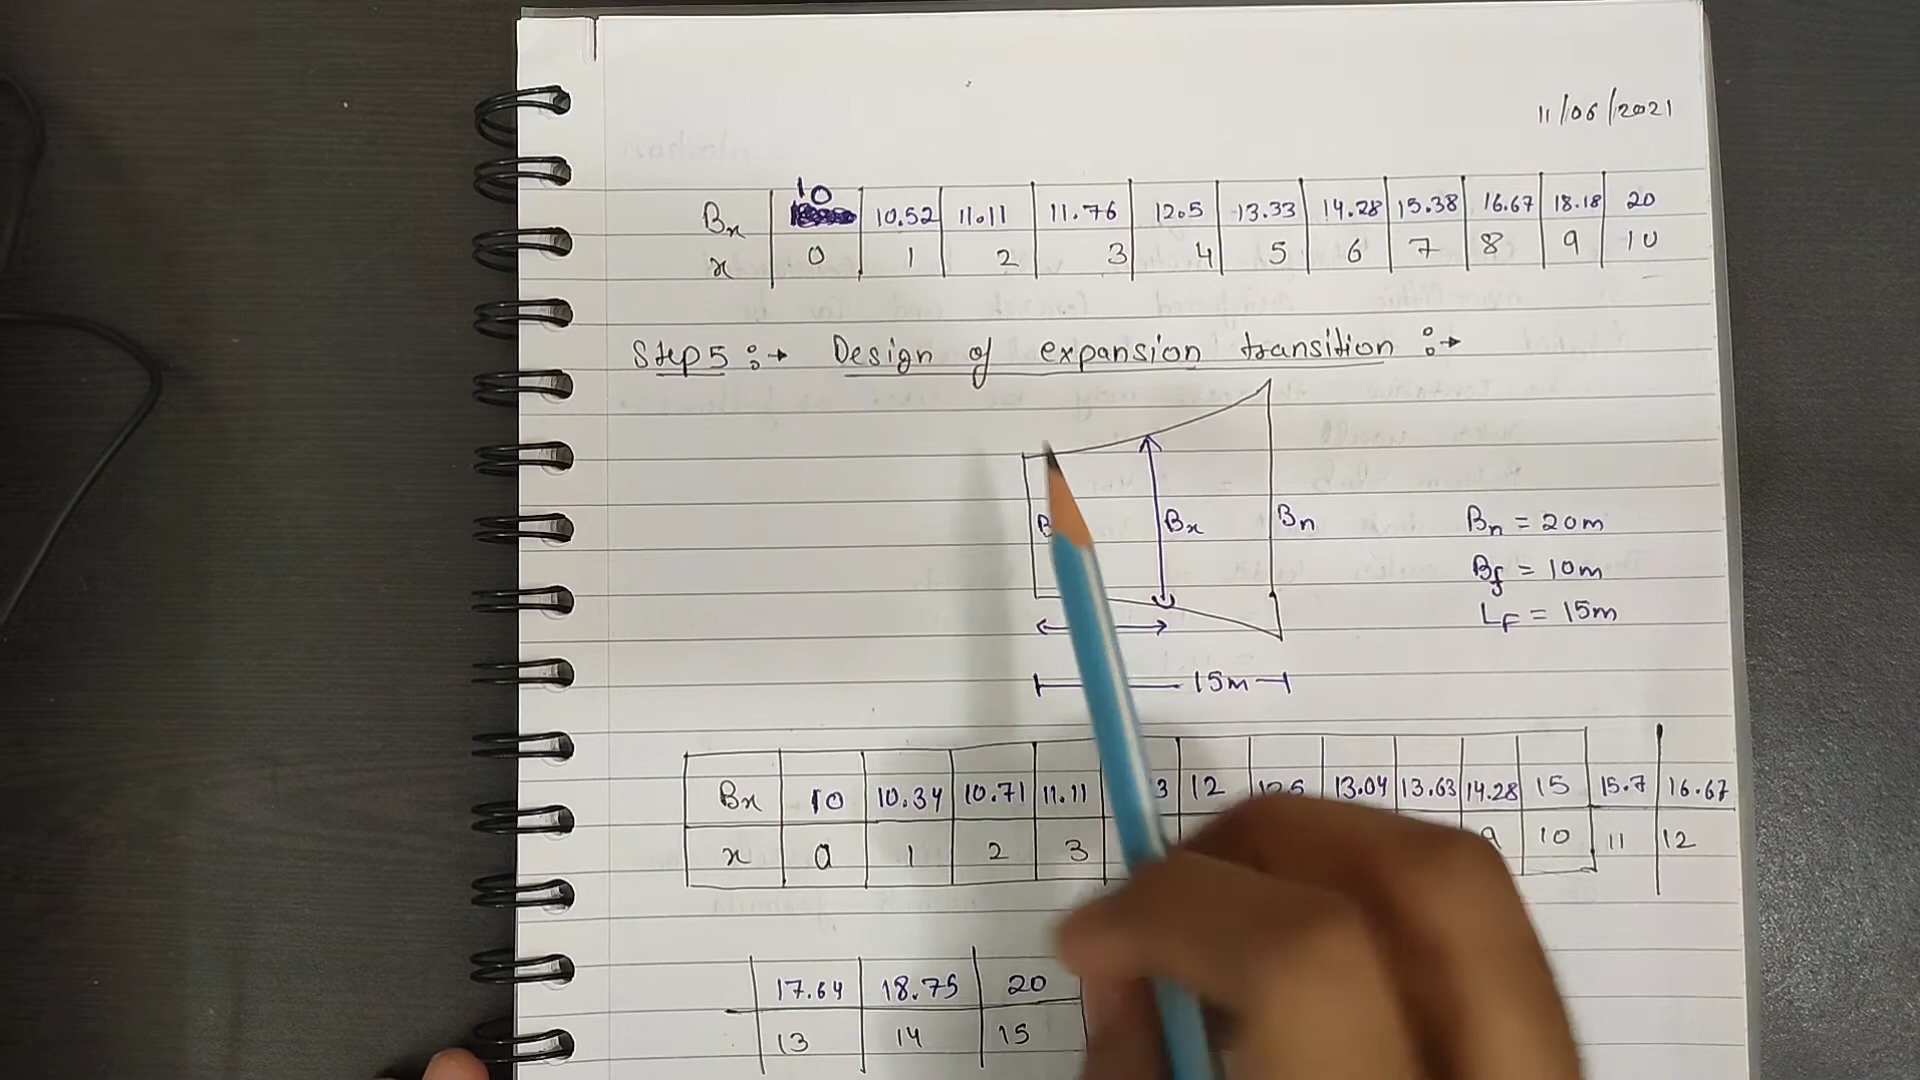 11/06/2021
Bx 10 10.52 11.11 11.76 12.5 13.33 14.28 15.38 16.67 18.18 20
x 0 1 2 3 4 5 6 7 8 9 10
Step 5 :→ Design of expansion transition :→
Bx Bn
Bn = 20m
Bf = 10m
LF = 15m
15m
Bx 10 10.34 10.71 11.11 12 13.04 13.63 14.28 15 15.7 16.67
x 0 1 2 3 9 10 11 12
17.64 18.75 20
13 14 15